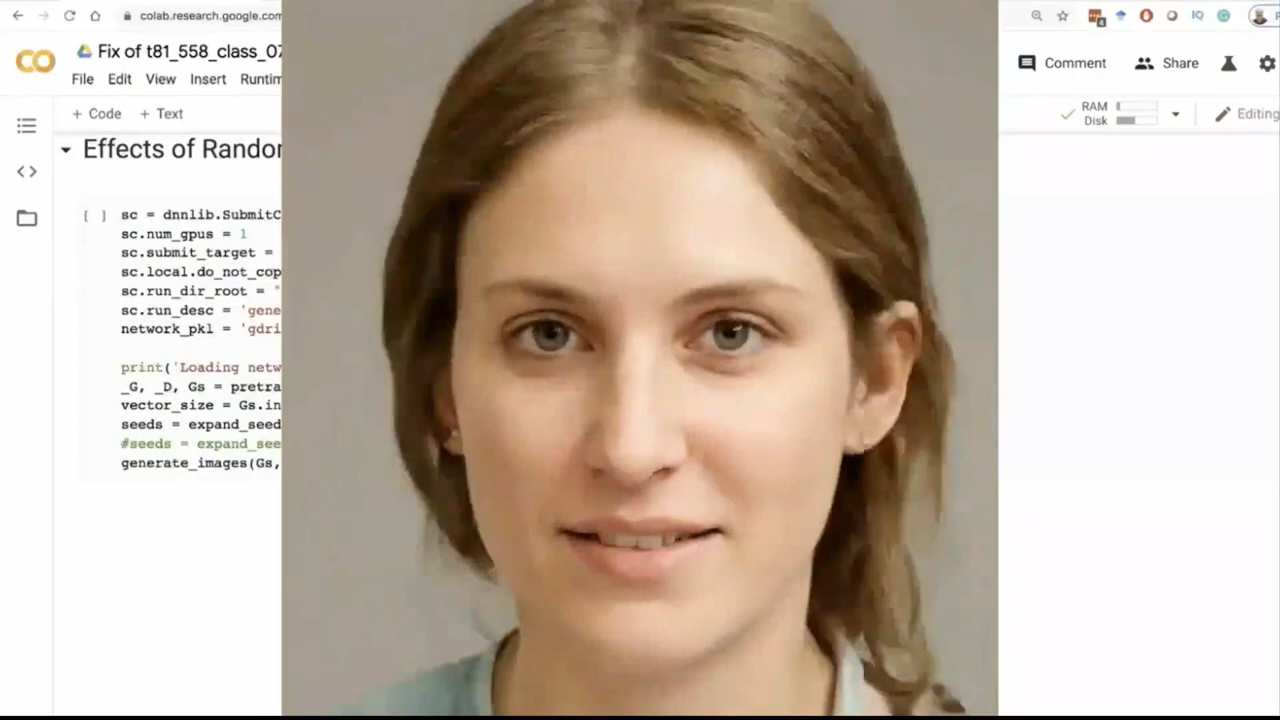 colab.research.google.com
CO
Fix of t81_558_class_07
File Edit View Insert Runtim
Comment Share
+ Code + Text
RAM
Disk
Editing
Effects of Random
[ ] sc = dnnlib.SubmitC
sc.num_gpus = 1
sc.submit_target =
sc.local.do_not_cop
sc.run_dir_root = "
sc.run_desc = 'gene
network_pkl = 'gdri
print('Loading netw
_G, _D, Gs = pretra
vector_size = Gs.in
seeds = expand_seed
#seeds = expand_see
generate_images(Gs,